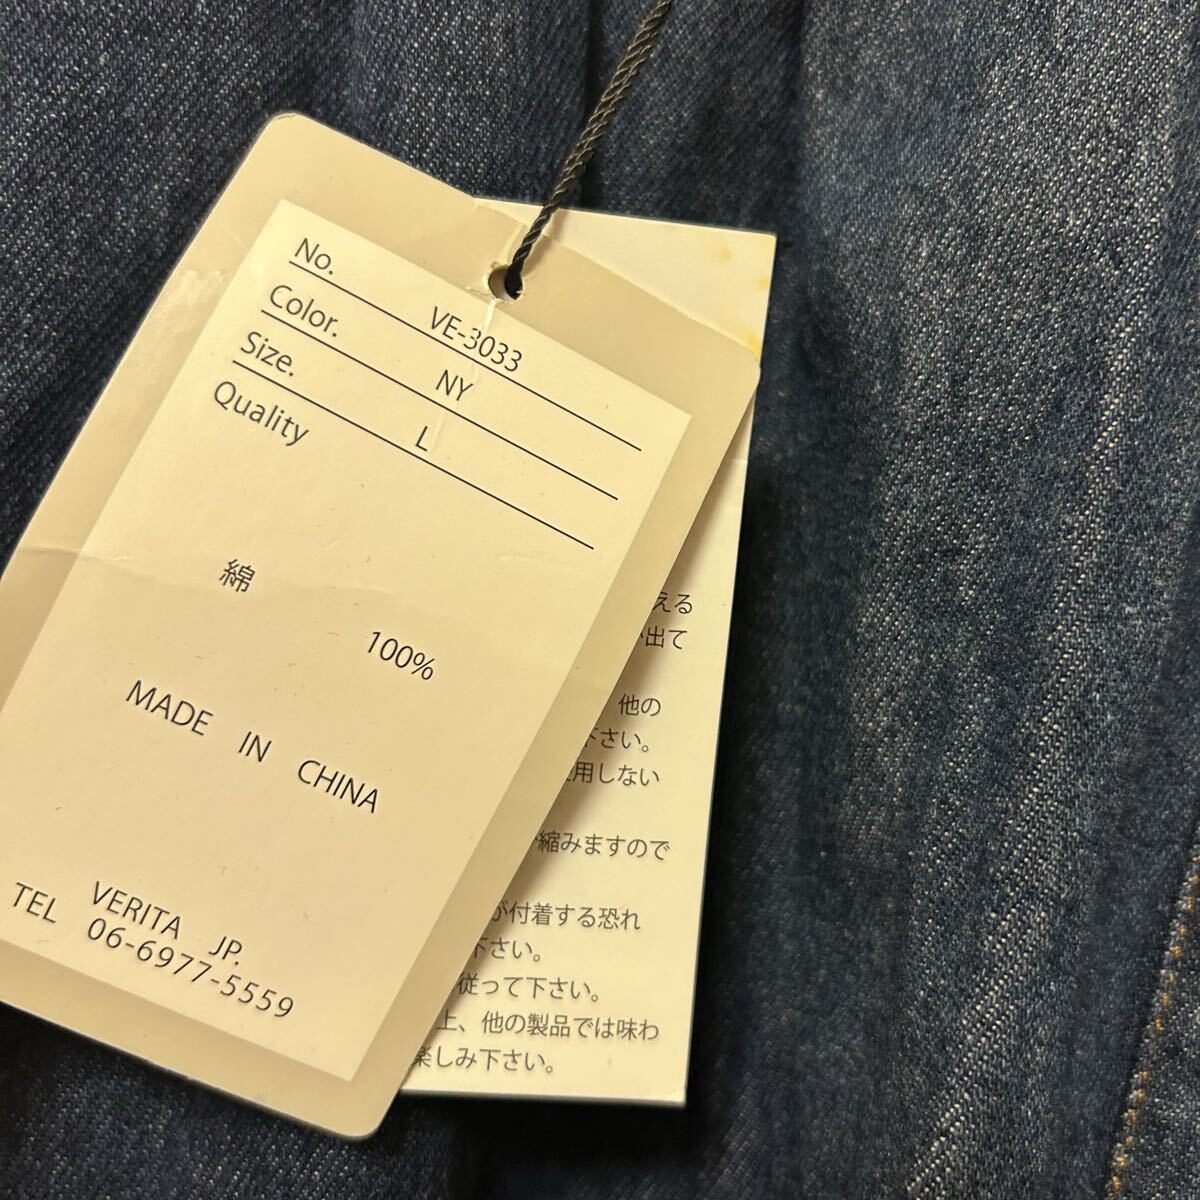 No. VE-3033
Color. NY
Size. L
Quality
綿
100%
MADE IN CHINA
VERITA JP.
TEL 06-6977-5559
える
出て
他の
下さい。
用しない
縮みますので
が付着する恐れ
下さい。
従って下さい。
上、他の製品では味わ
楽しみ下さい。